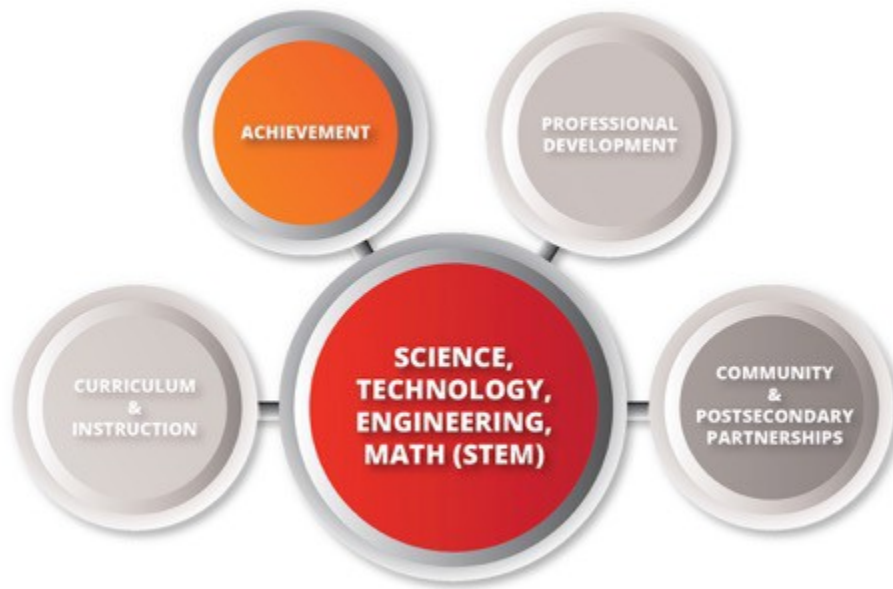 ACHIEVEMENT
PROFESSIONAL
DEVELOPMENT
CURRICULUM
&
INSTRUCTION
SCIENCE,
TECHNOLOGY,
ENGINEERING,
MATH (STEM)
COMMUNITY
&
POSTSECONDARY
PARTNERSHIPS